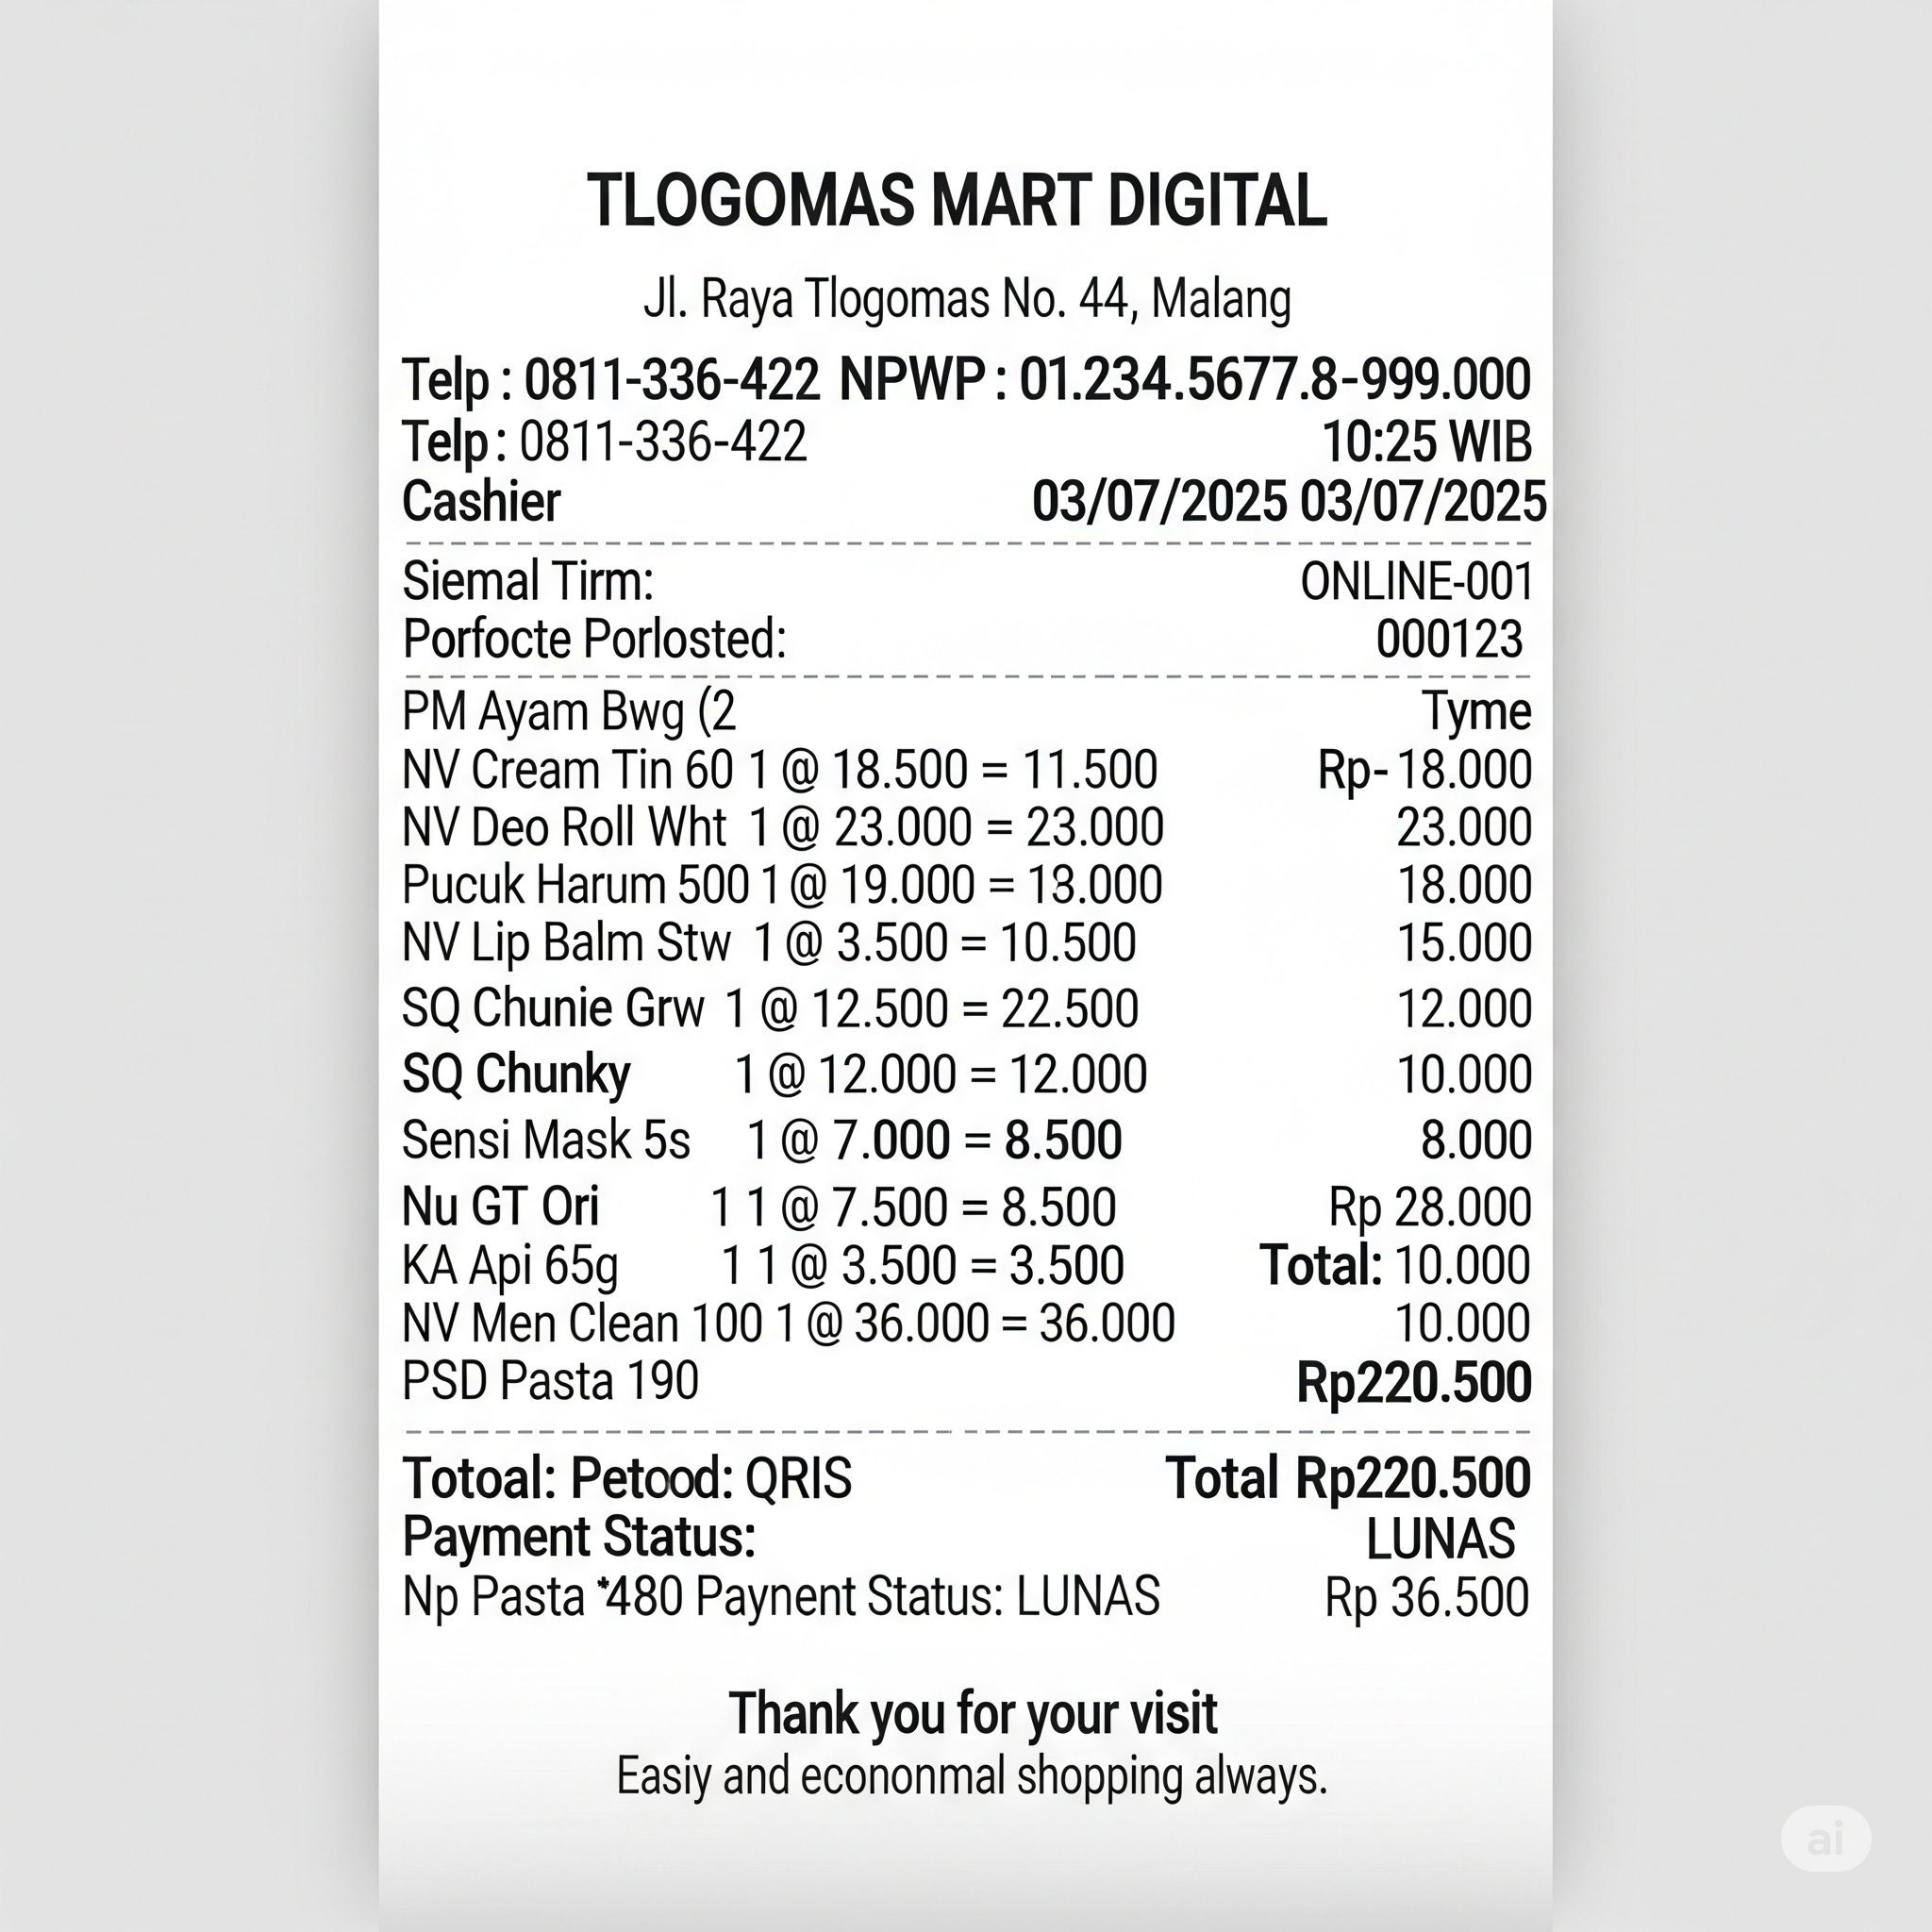 TLOGOMAS MART DIGITAL
Jl. Raya Tlogomas No. 44, Malang
Telp : 0811-336-422 NPWP : 01.234.5677.8-999.000
Telp : 0811-336-422 10:25 WIB
Cashier 03/07/2025 03/07/2025
Siemal Tirm: ONLINE-001
Porfocte Porlosted: 000123
PM Ayam Bwg (2 Tyme
NV Cream Tin 60 1 @ 18.500 = 11.500 Rp- 18.000
NV Deo Roll Wht 1 @ 23.000 = 23.000 23.000
Pucuk Harum 500 1 @ 19.000 = 13.000 18.000
NV Lip Balm Stw 1 @ 3.500 = 10.500 15.000
SQ Chunie Grw 1 @ 12.500 = 22.500 12.000
SQ Chunky 1 @ 12.000 = 12.000 10.000
Sensi Mask 5s 1 @ 7.000 = 8.500 8.000
Nu GT Ori 1 1 @ 7.500 = 8.500 Rp 28.000
KA Api 65g 1 1 @ 3.500 = 3.500 Total: 10.000
NV Men Clean 100 1 @ 36.000 = 36.000 10.000
PSD Pasta 190 Rp220.500
Totoal: Petood: QRIS Total Rp220.500
Payment Status: LUNAS
Np Pasta *480 Paynent Status: LUNAS Rp 36.500
Thank you for your visit
Easiy and econonmal shopping always.
ai